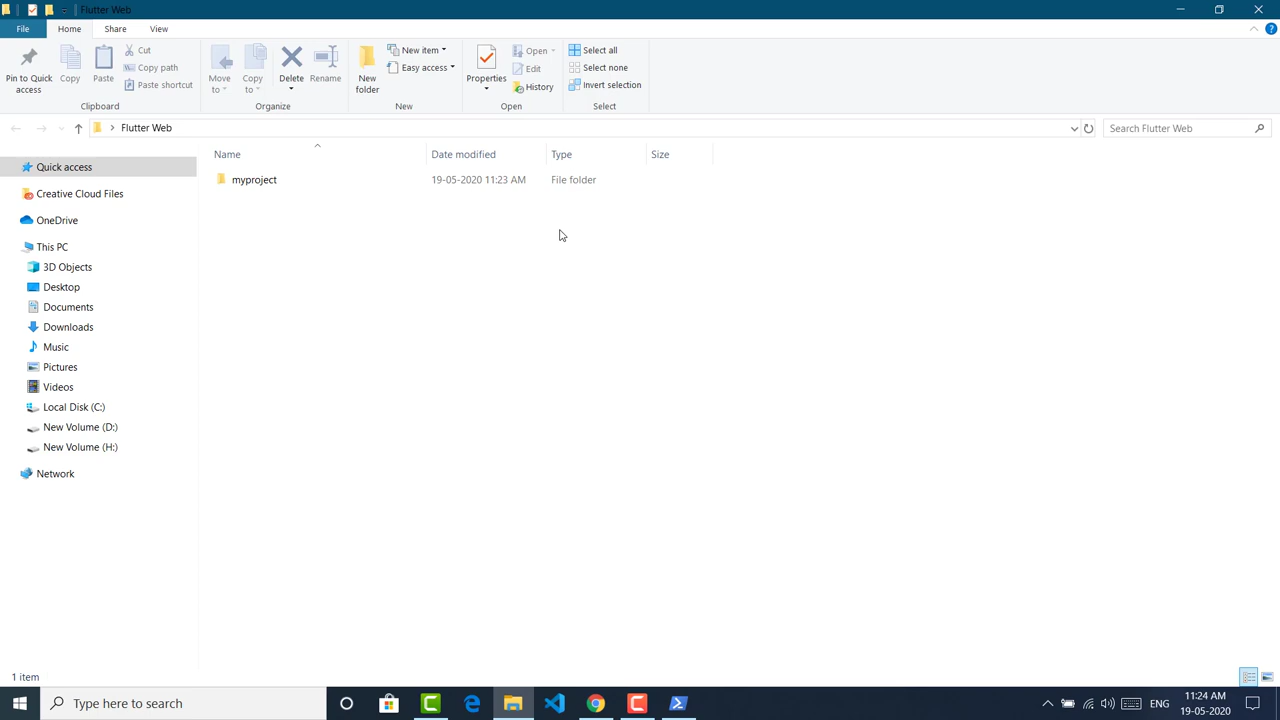 Flutter Web
File Home Share View
Pin to Quick access
Copy
Paste
Cut
Copy path
Paste shortcut
Clipboard
Move to
Copy to
Delete
Rename
Organize
New folder
New item
Easy access
New
Properties
Open
Edit
History
Open
Select all
Select none
Invert selection
Select
Flutter Web
Search Flutter Web
Name Date modified Type Size
myproject 19-05-2020 11:23 AM File folder
Quick access
Creative Cloud Files
OneDrive
This PC
3D Objects
Desktop
Documents
Downloads
Music
Pictures
Videos
Local Disk (C:)
New Volume (D:)
New Volume (H:)
Network
1 item
Type here to search
ENG
11:24 AM
19-05-2020